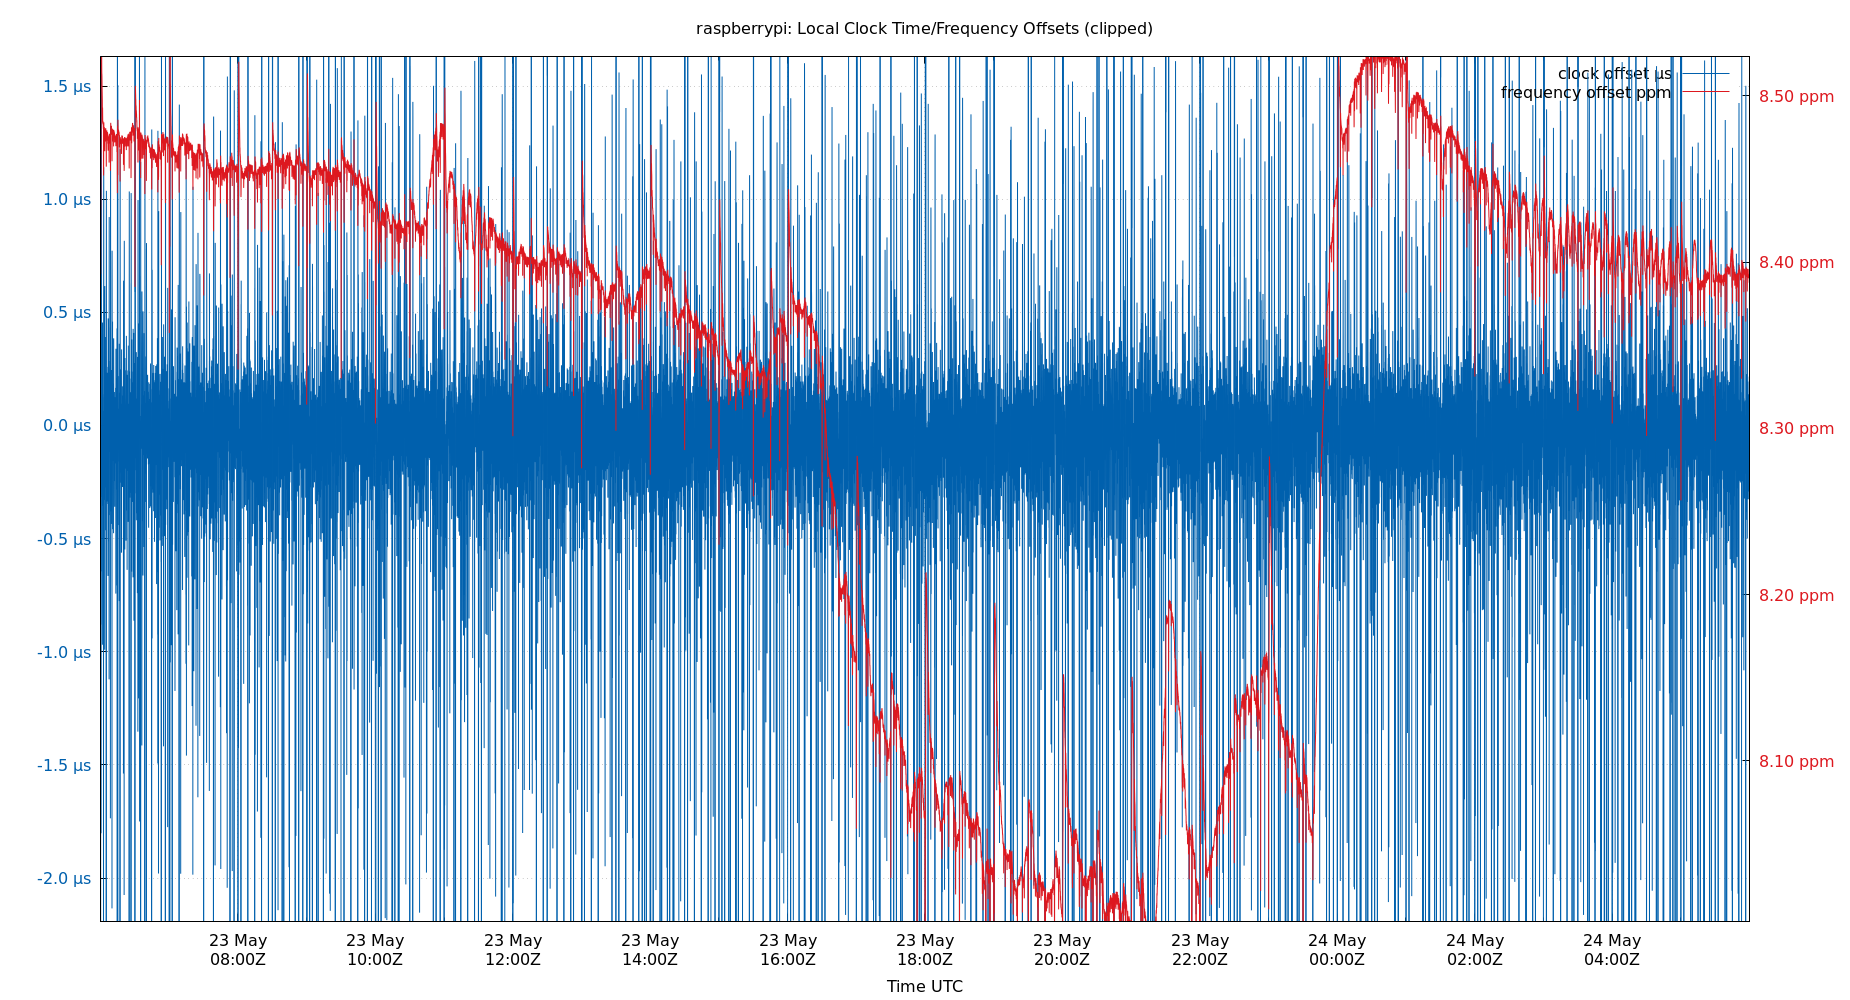 raspberrypi: Local Clock Time/Frequency Offsets (clipped)
clock offset µs
frequency offset ppm
1.5 µs
1.0 µs
0.5 µs
0.0 µs
-0.5 µs
-1.0 µs
-1.5 µs
-2.0 µs
8.50 ppm
8.40 ppm
8.30 ppm
8.20 ppm
8.10 ppm
23 May
08:00Z
23 May
10:00Z
23 May
12:00Z
23 May
14:00Z
23 May
16:00Z
23 May
18:00Z
23 May
20:00Z
23 May
22:00Z
24 May
00:00Z
24 May
02:00Z
24 May
04:00Z
Time UTC